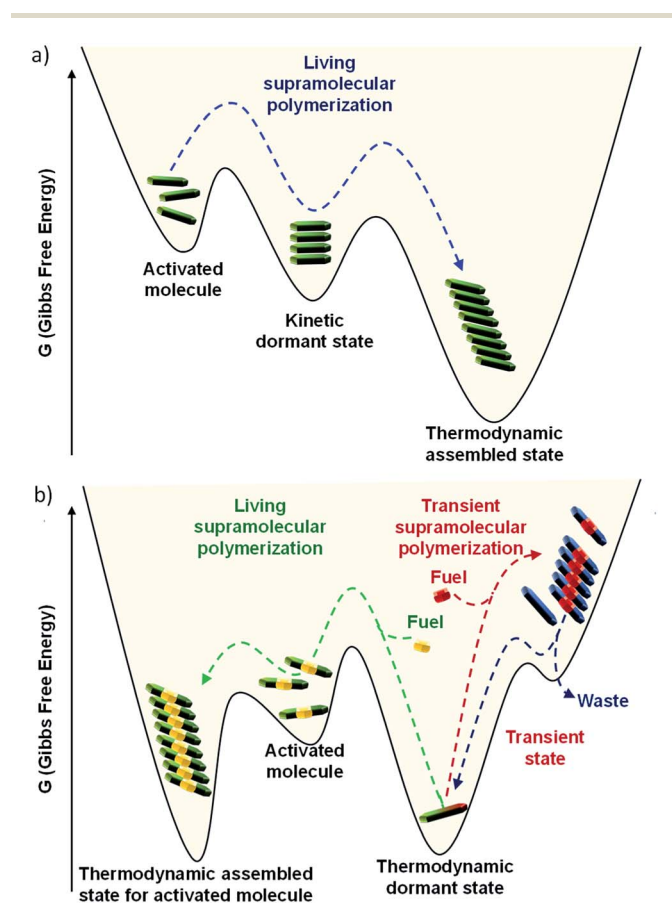 a)
Living
supramolecular
polymerization
G (Gibbs Free Energy)
Activated
molecule
Kinetic
dormant state
Thermodynamic
assembled state
b)
Living
supramolecular
polymerization
Transient
supramolecular
polymerization
Fuel
Fuel
G (Gibbs Free Energy)
Waste
Activated
molecule
Transient
state
Thermodynamic assembled
state for activated molecule
Thermodynamic
dormant state